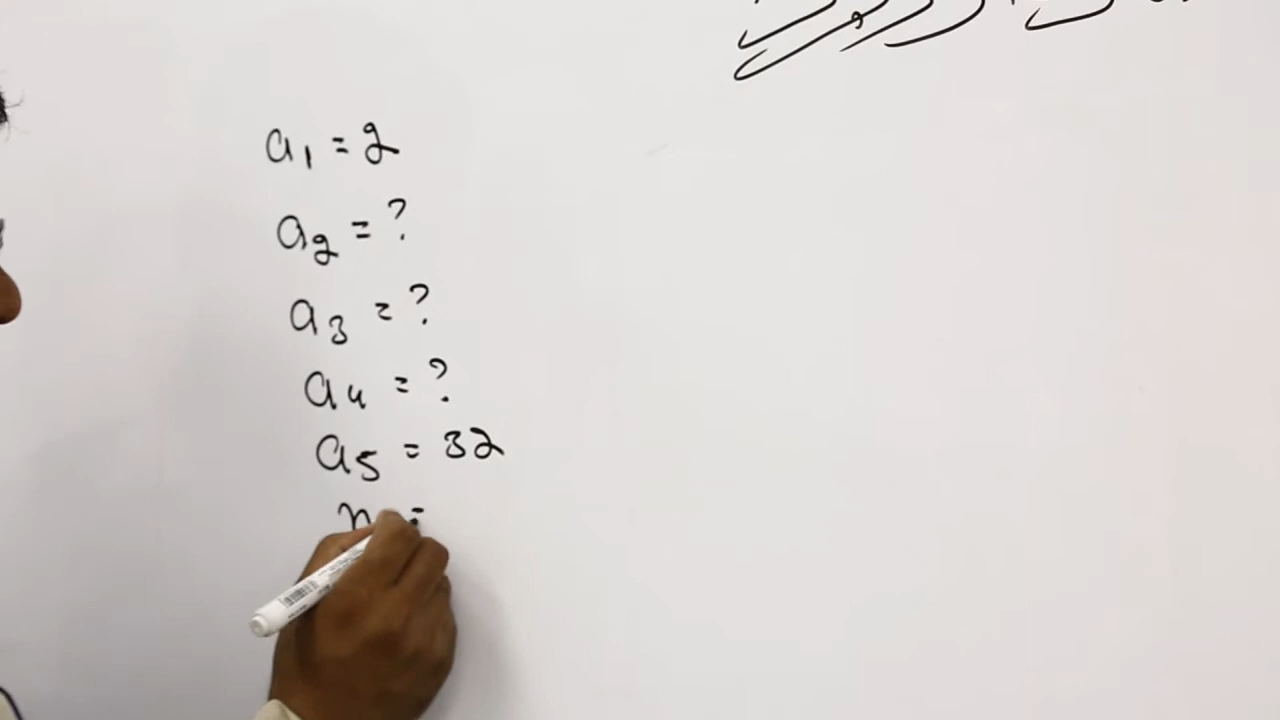 a1 = 2
a2 = ?
a3 = ?
a4 = ?
a5 = 32
n =